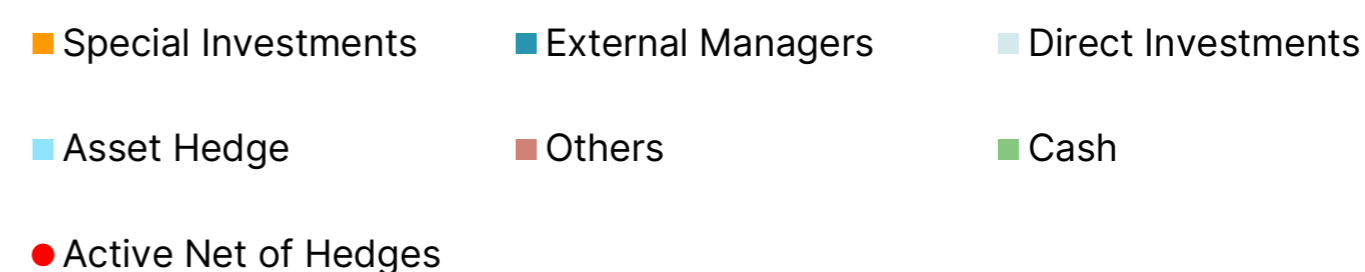 Special Investments External Managers Direct Investments
Asset Hedge Others Cash
Active Net of Hedges